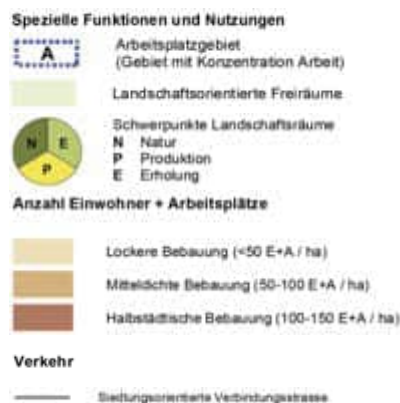 Spezielle Funktionen und Nutzungen
A
Arbeitsplatzgebiet
(Gebiet mit Konzentration Arbeit)
Landschaftsorientierte Freiräume
N E P
Schwerpunkte Landschaftsräume
N Natur
P Produktion
E Erholung
Anzahl Einwohner + Arbeitsplätze
Lockere Bebauung (<50 E+A / ha)
Mitteldichte Bebauung (50-100 E+A / ha)
Halbstädtische Bebauung (100-150 E+A / ha)
Verkehr
Siedlungsorientierte Verbindungsstrasse